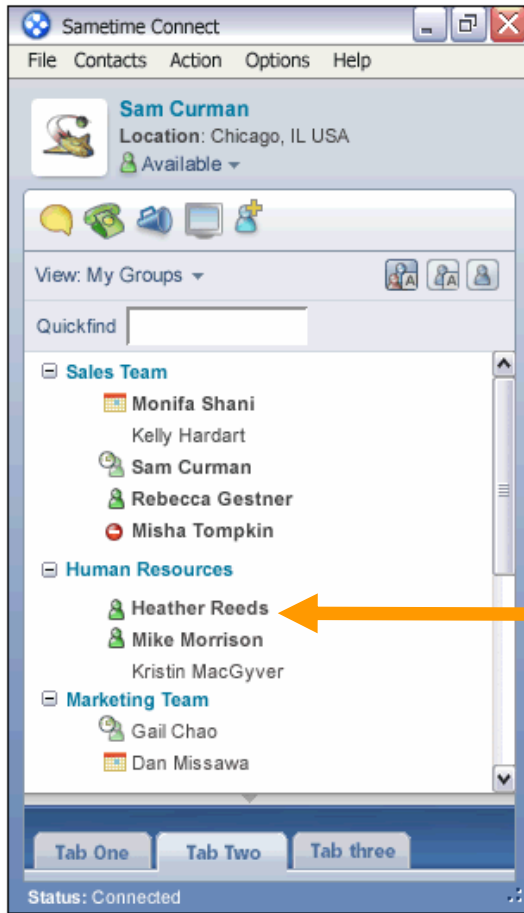 Sametime Connect
File Contacts Action Options Help
Sam Curman
Location: Chicago, IL USA
Available
View: My Groups
A A
Quickfind
Sales Team
Monifa Shani
Kelly Hardart
Sam Curman
Rebecca Gestner
Misha Tompkin
Human Resources
Heather Reeds
Mike Morrison
Kristin MacGyver
Marketing Team
Gail Chao
Dan Missawa
Tab One Tab Two Tab three
Status: Connected